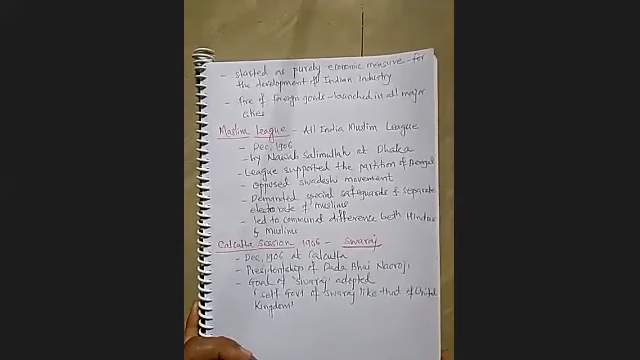 - started as purely economic measure for
the development of Indian Industry
- fire of foreign goods - launched in all major
cities
Muslim League - All India Muslim League
- Dec, 1906
- by Nawab Salimullah at Dhaka
- League supported the partition of Bengal
- opposed swadeshi movement
- Demanded special safeguards & separate
electorate of muslims
- led to communal difference beth Hindus
& Muslims
Calcutta Session 1906 - Swaraj
- Dec, 1906 at Calcutta
- Presidentship of Dada Bhai Naoroji
- Goal of 'swaraj' adopted
'self Govt of swaraj like that of United
Kingdom'